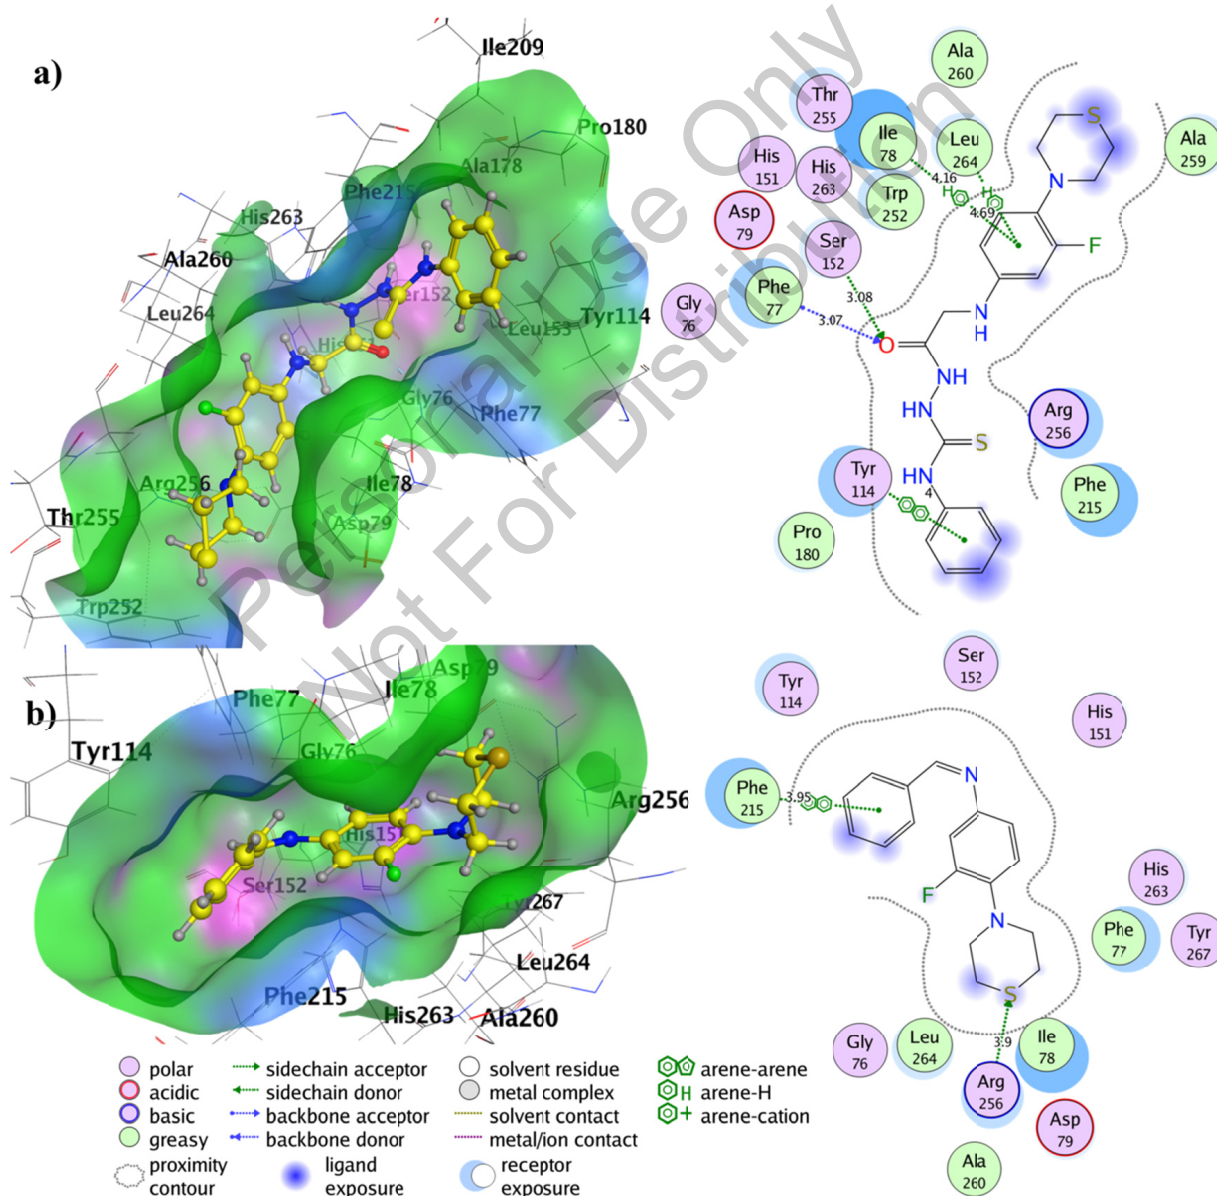 a)
Ile209
Pro180
Ala178
Phe215
His263
Ala260
Ser152
Leu264
Leu153
Tyr114
Gly76
Phe77
Arg256
Ile78
Thr255
Asp79
Trp252
Ala
260
Thr
255
Ile
78
Leu
264
Ala
259
His
151
His
263
Trp
252
4.16
H
H
4.69
Asp
79
Ser
152
Phe
77
Gly
76
3.08
3.07
S
N
F
N
H
O
NH
HN
S
HN
4
Arg
256
Tyr
114
Phe
215
Pro
180
Personal Use Only
Not For Distribution
b)
Asp79
Phe77
Ile78
Tyr114
Gly76
Arg256
Ser152
Tyr267
Leu264
Phe215
His263
Ala260
Tyr
114
Ser
152
His
151
Phe
215
3.95
N
F
N
S
His
263
Phe
77
Tyr
267
Gly
76
Leu
264
3.9
Ile
78
Arg
256
Asp
79
Ala
260
polar
acidic
basic
greasy
proximity
contour
sidechain acceptor
sidechain donor
backbone acceptor
backbone donor
ligand
exposure
solvent residue
metal complex
solvent contact
metal/ion contact
receptor
exposure
arene-arene
H arene-H
+ arene-cation